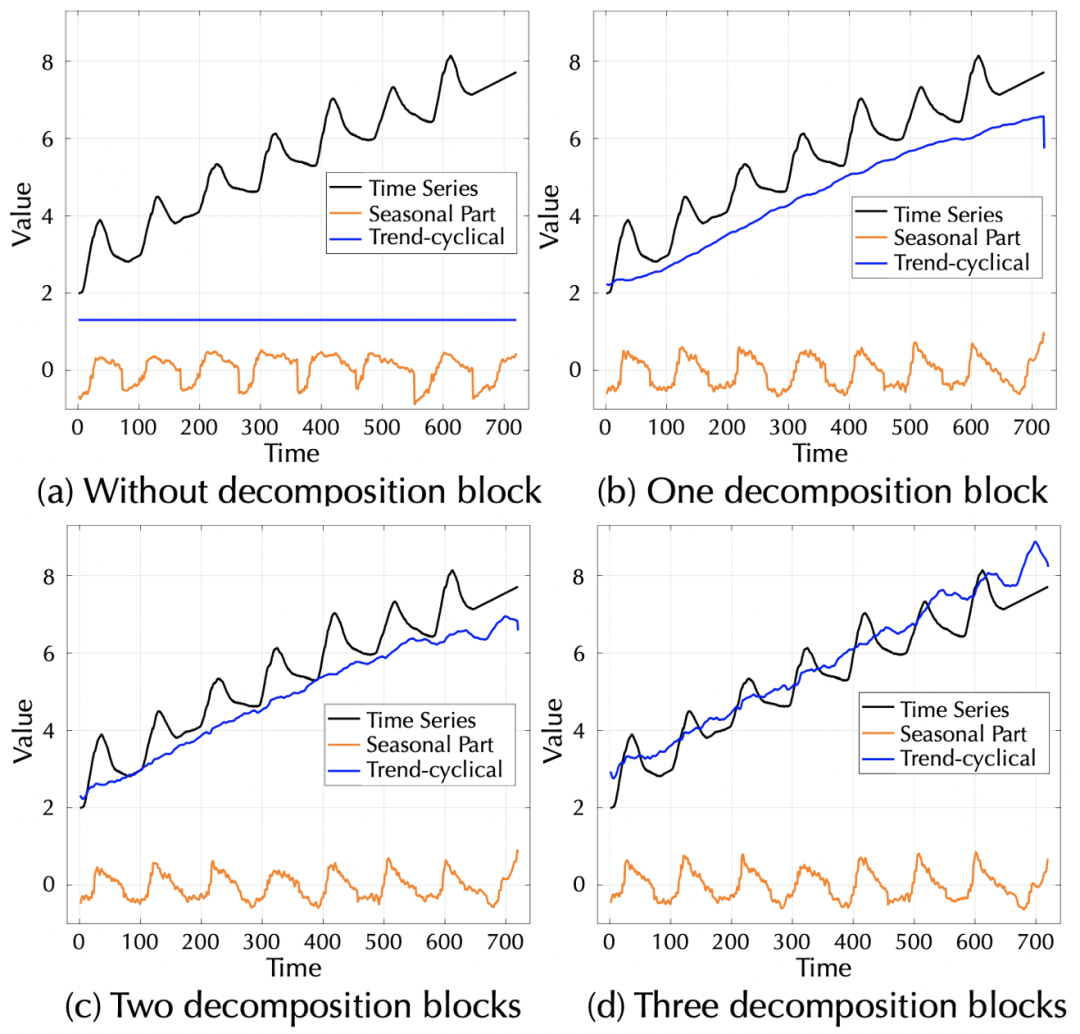 8
6
4
2
0
Value
Time Series
Seasonal Part
Trend-cyclical
0 100 200 300 400 500 600 700
Time
(a) Without decomposition block
8
6
4
2
0
Value
Time Series
Seasonal Part
Trend-cyclical
0 100 200 300 400 500 600 700
Time
(b) One decomposition block
8
6
4
2
0
Value
Time Series
Seasonal Part
Trend-cyclical
0 100 200 300 400 500 600 700
Time
(c) Two decomposition blocks
8
6
4
2
0
Value
Time Series
Seasonal Part
Trend-cyclical
0 100 200 300 400 500 600 700
Time
(d) Three decomposition blocks